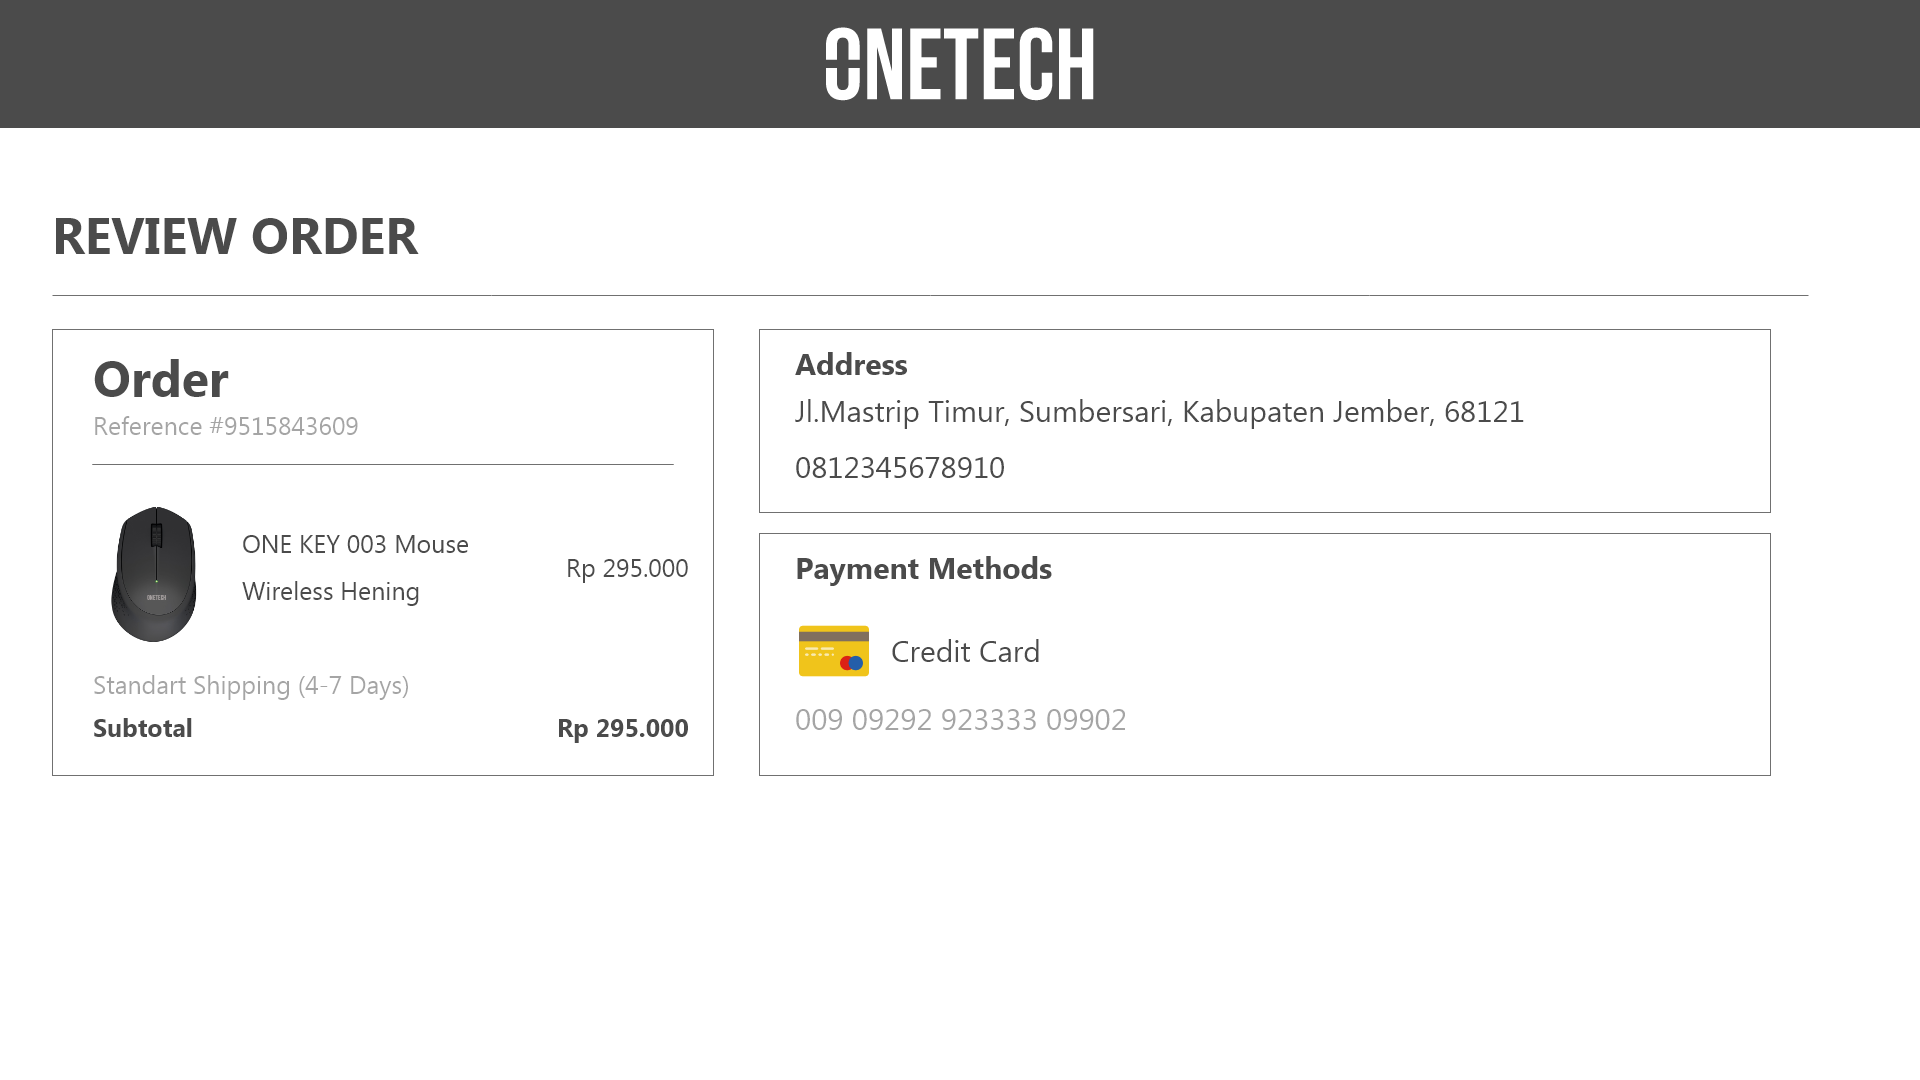 ONETECH
REVIEW ORDER
Order
Reference #9515843609
ONE KEY 003 Mouse
Wireless Hening
Rp 295.000
ONETECH
Standart Shipping (4-7 Days)
Subtotal
Rp 295.000
Address
Jl.Mastrip Timur, Sumbersari, Kabupaten Jember, 68121
0812345678910
Payment Methods
Credit Card
009 09292 923333 09902